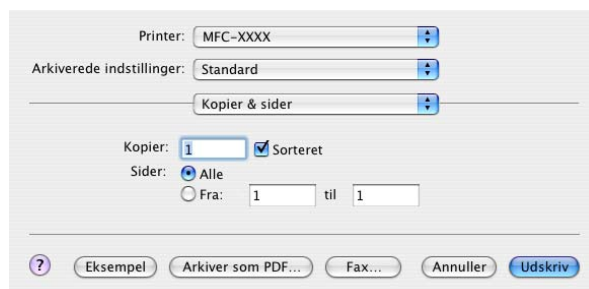 Printer: MFC-XXXX
Arkiverede indstillinger: Standard
Kopier & sider
Kopier: 1 Sorteret
Sider: Alle
Fra: 1 til 1
? Eksempel Arkiver som PDF... Fax... Annuller Udskriv